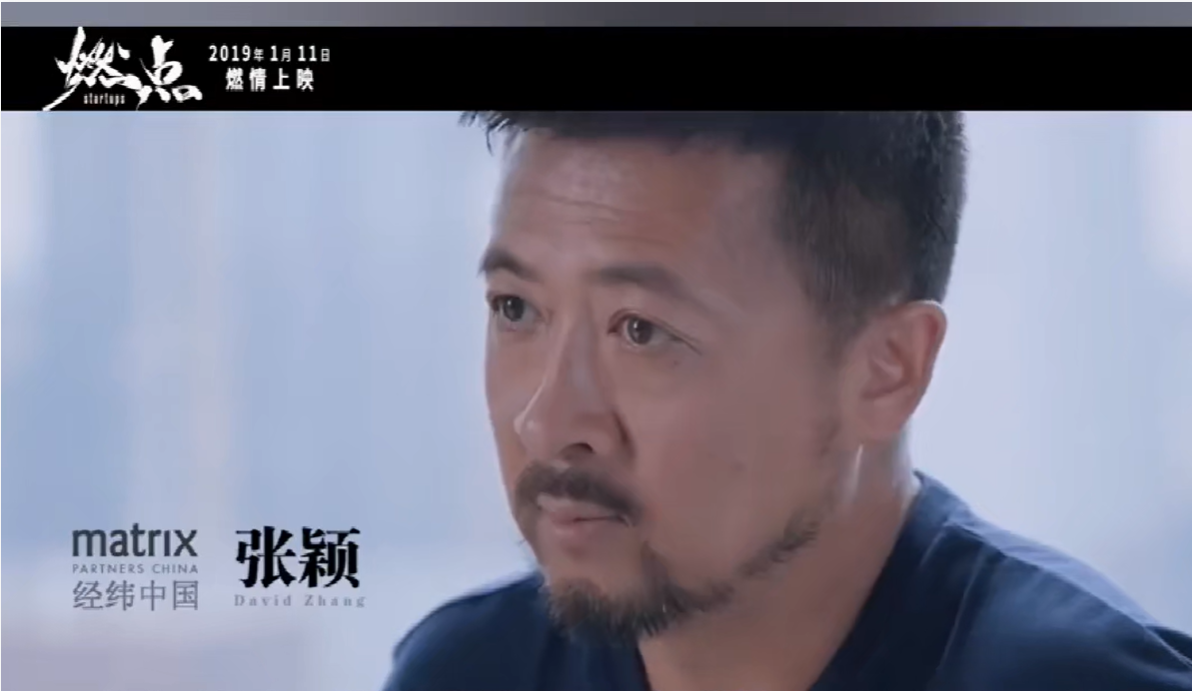 燃点
startups
2019年1月11日
燃情上映
matrıx
PARTNERS CHINA
经纬中国
张颖
David Zhang